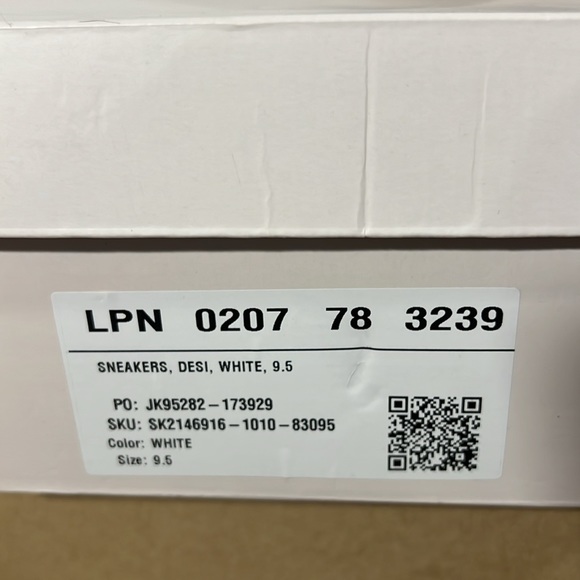 LPN 0207 78 3239
SNEAKERS, DESI, WHITE, 9.5
PO: JK95282-173929
SKU: SK2146916-1010-83095
Color: WHITE
Size: 9.5